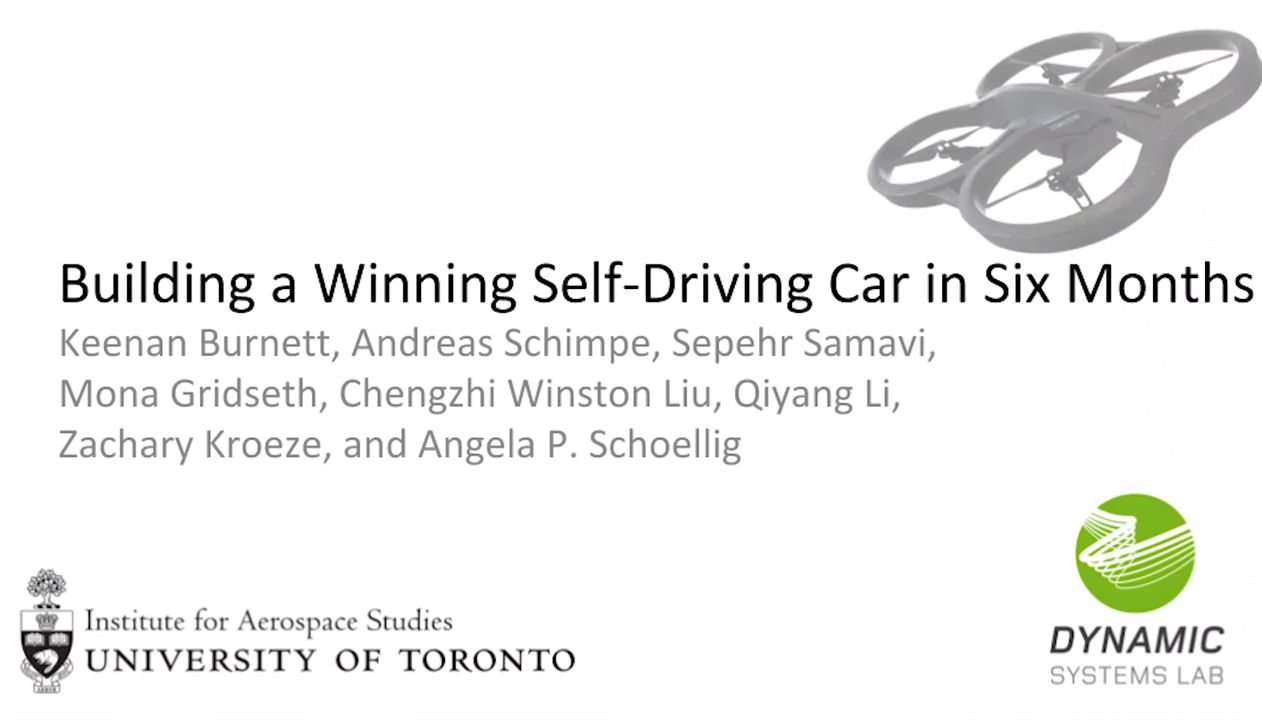 Building a Winning Self-Driving Car in Six Months
Keenan Burnett, Andreas Schimpe, Sepehr Samavi,
Mona Gridseth, Chengzhi Winston Liu, Qiyang Li,
Zachary Kroeze, and Angela P. Schoellig
Institute for Aerospace Studies
UNIVERSITY OF TORONTO
DYNAMIC
SYSTEMS LAB